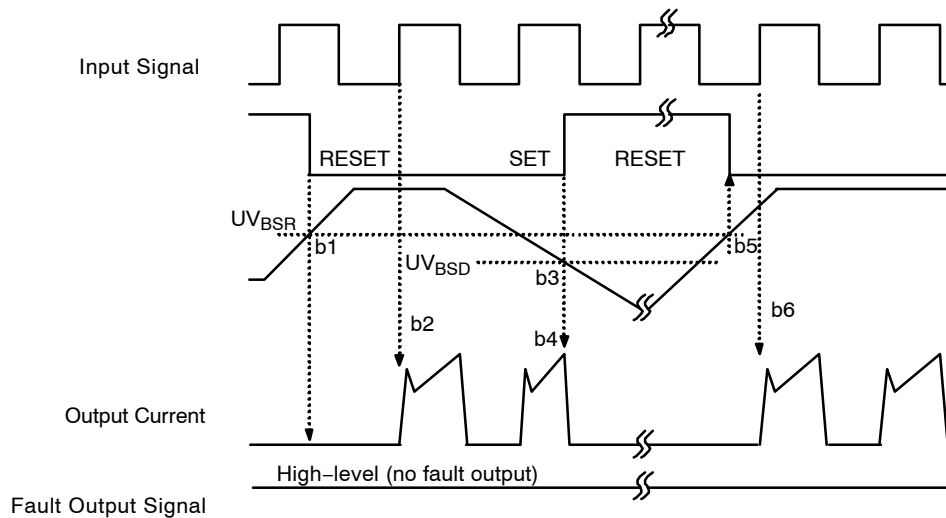 Input Signal
RESET SET RESET
UVBSR
b1 b5
UVBSD
b3
b2 b6
b4
Output Current
High−level (no fault output)
Fault Output Signal